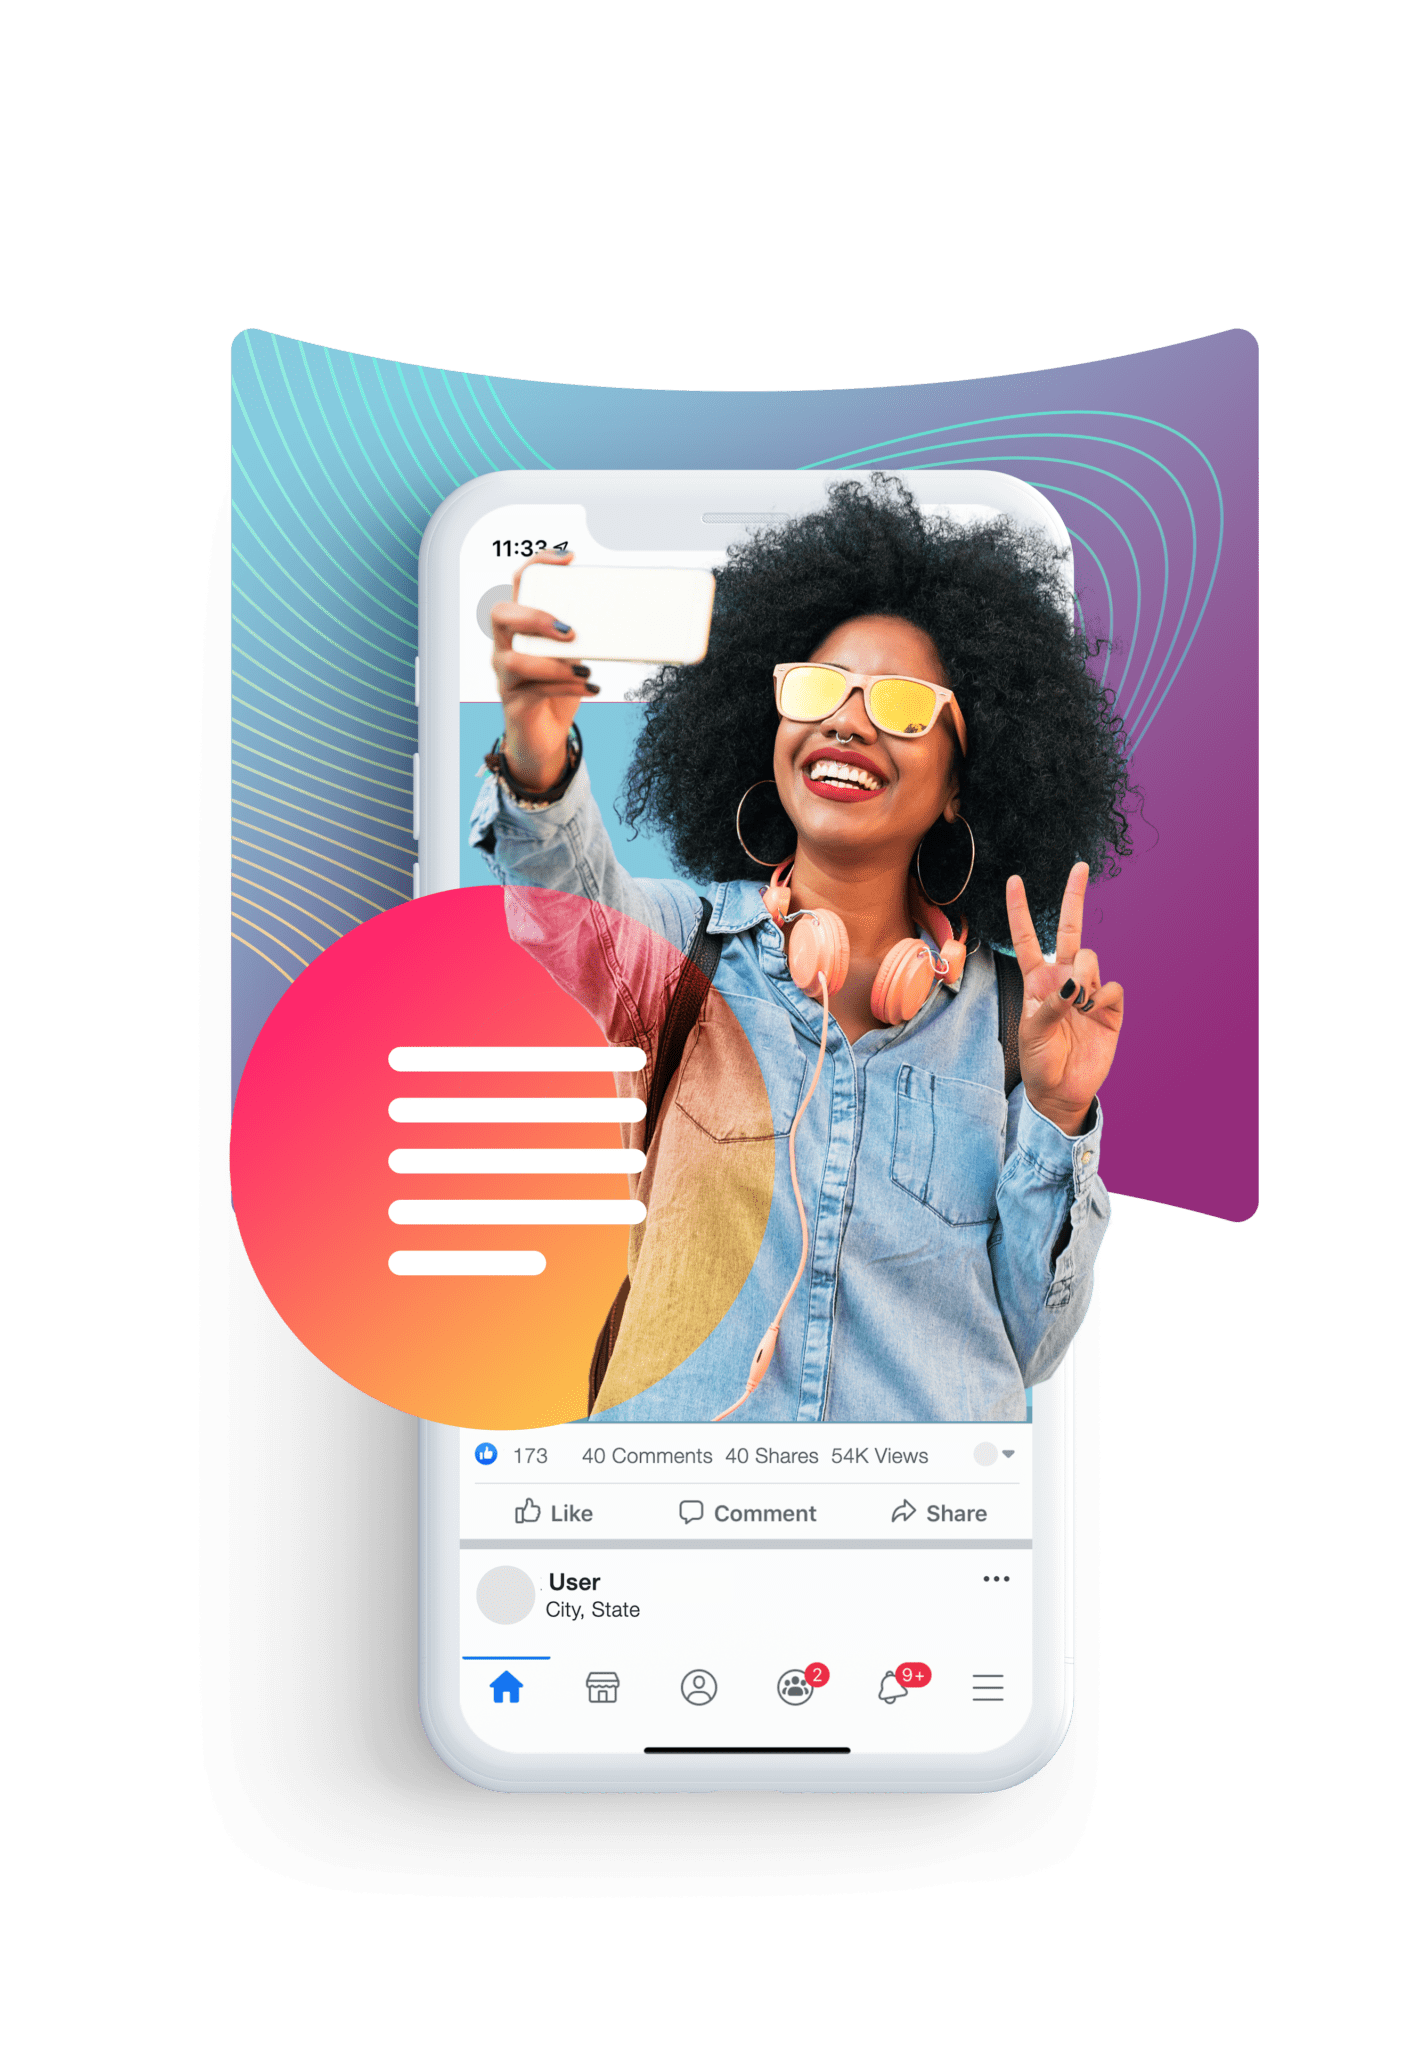 11:33
173 40 Comments 40 Shares 54K Views
Like Comment Share
User
City, State
2 9+